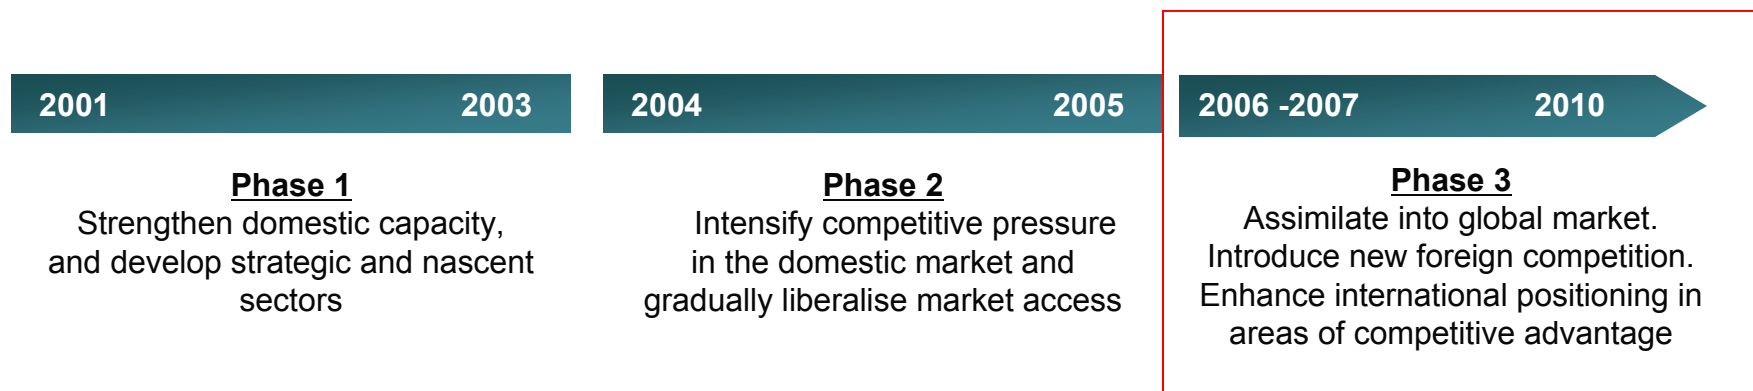 2001 2003
Phase 1
Strengthen domestic capacity,
and develop strategic and nascent
sectors
2004 2005
Phase 2
Intensify competitive pressure
in the domestic market and
gradually liberalise market access
2006 -2007 2010
Phase 3
Assimilate into global market.
Introduce new foreign competition.
Enhance international positioning in
areas of competitive advantage